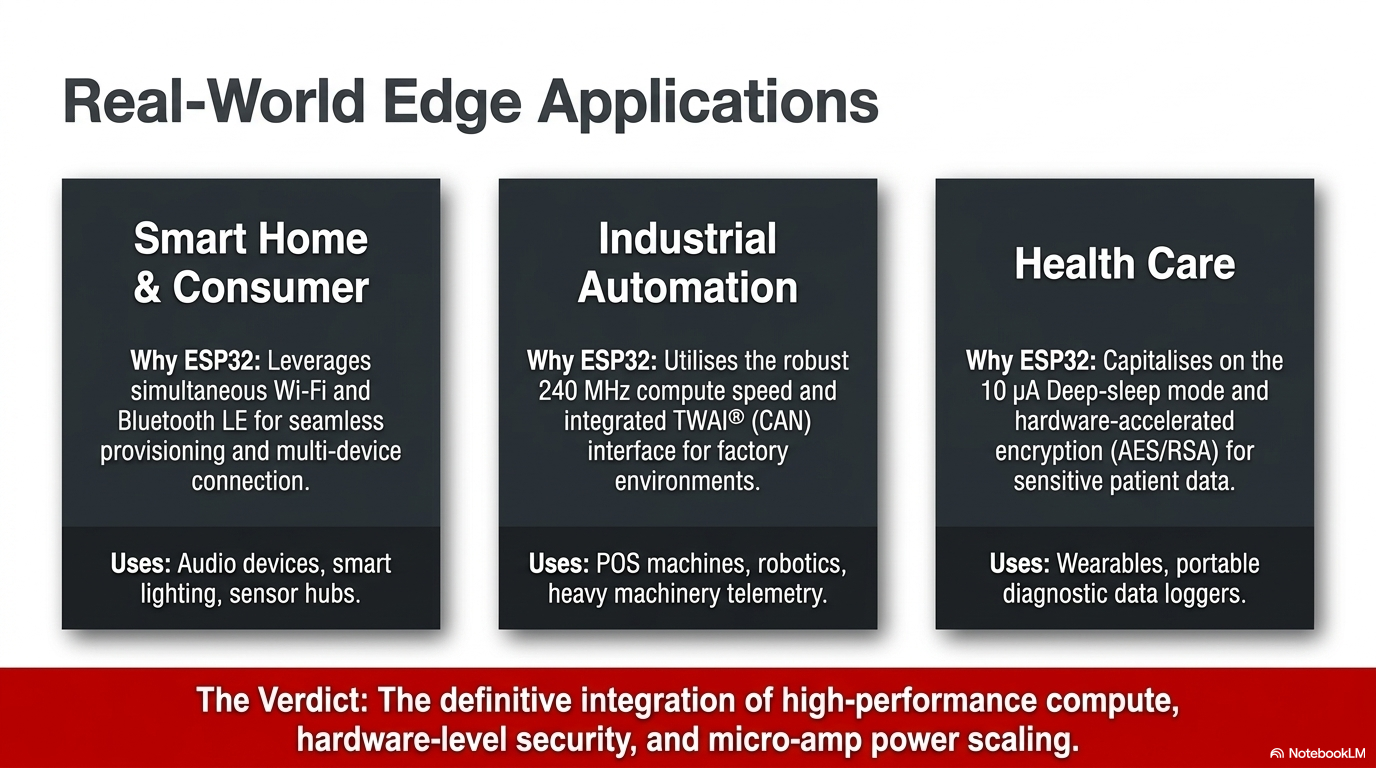 Real-World Edge Applications
Smart Home
& Consumer
Why ESP32: Leverages
simultaneous Wi-Fi and
Bluetooth LE for seamless
provisioning and multi-device
connection.
Uses: Audio devices, smart
lighting, sensor hubs.
Industrial
Automation
Why ESP32: Utilises the robust
240 MHz compute speed and
integrated TWAI® (CAN)
interface for factory
environments.
Uses: POS machines, robotics,
heavy machinery telemetry.
Health Care
Why ESP32: Capitalises on the
10 µA Deep-sleep mode and
hardware-accelerated
encryption (AES/RSA) for
sensitive patient data.
Uses: Wearables, portable
diagnostic data loggers.
The Verdict: The definitive integration of high-performance compute,
hardware-level security, and micro-amp power scaling.
NotebookLM